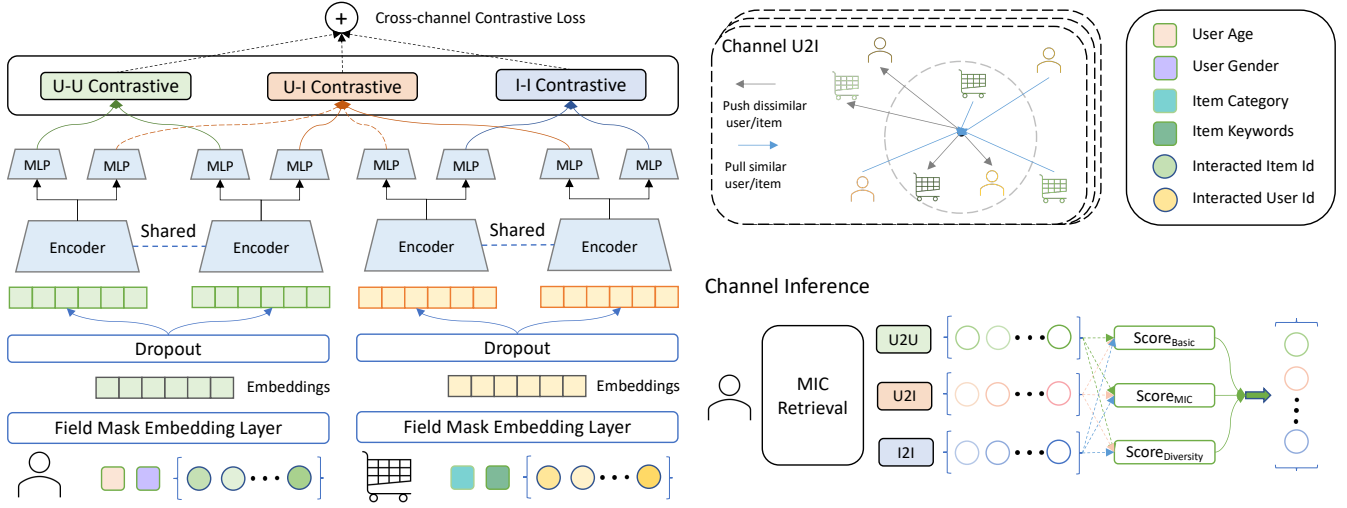 +
Cross-channel Contrastive Loss
U-U Contrastive
U-I Contrastive
I-I Contrastive
MLP
MLP
MLP
MLP
MLP
MLP
MLP
MLP
Encoder
Shared
Encoder
Encoder
Shared
Encoder
Dropout
Dropout
Embeddings
Embeddings
Field Mask Embedding Layer
Field Mask Embedding Layer
Channel U2I
Push dissimilar
user/item
Pull similar
user/item
User Age
User Gender
Item Category
Item Keywords
Interacted Item Id
Interacted User Id
Channel Inference
MIC
Retrieval
U2U
U2I
I2I
ScoreBasic
ScoreMIC
ScoreDiversity